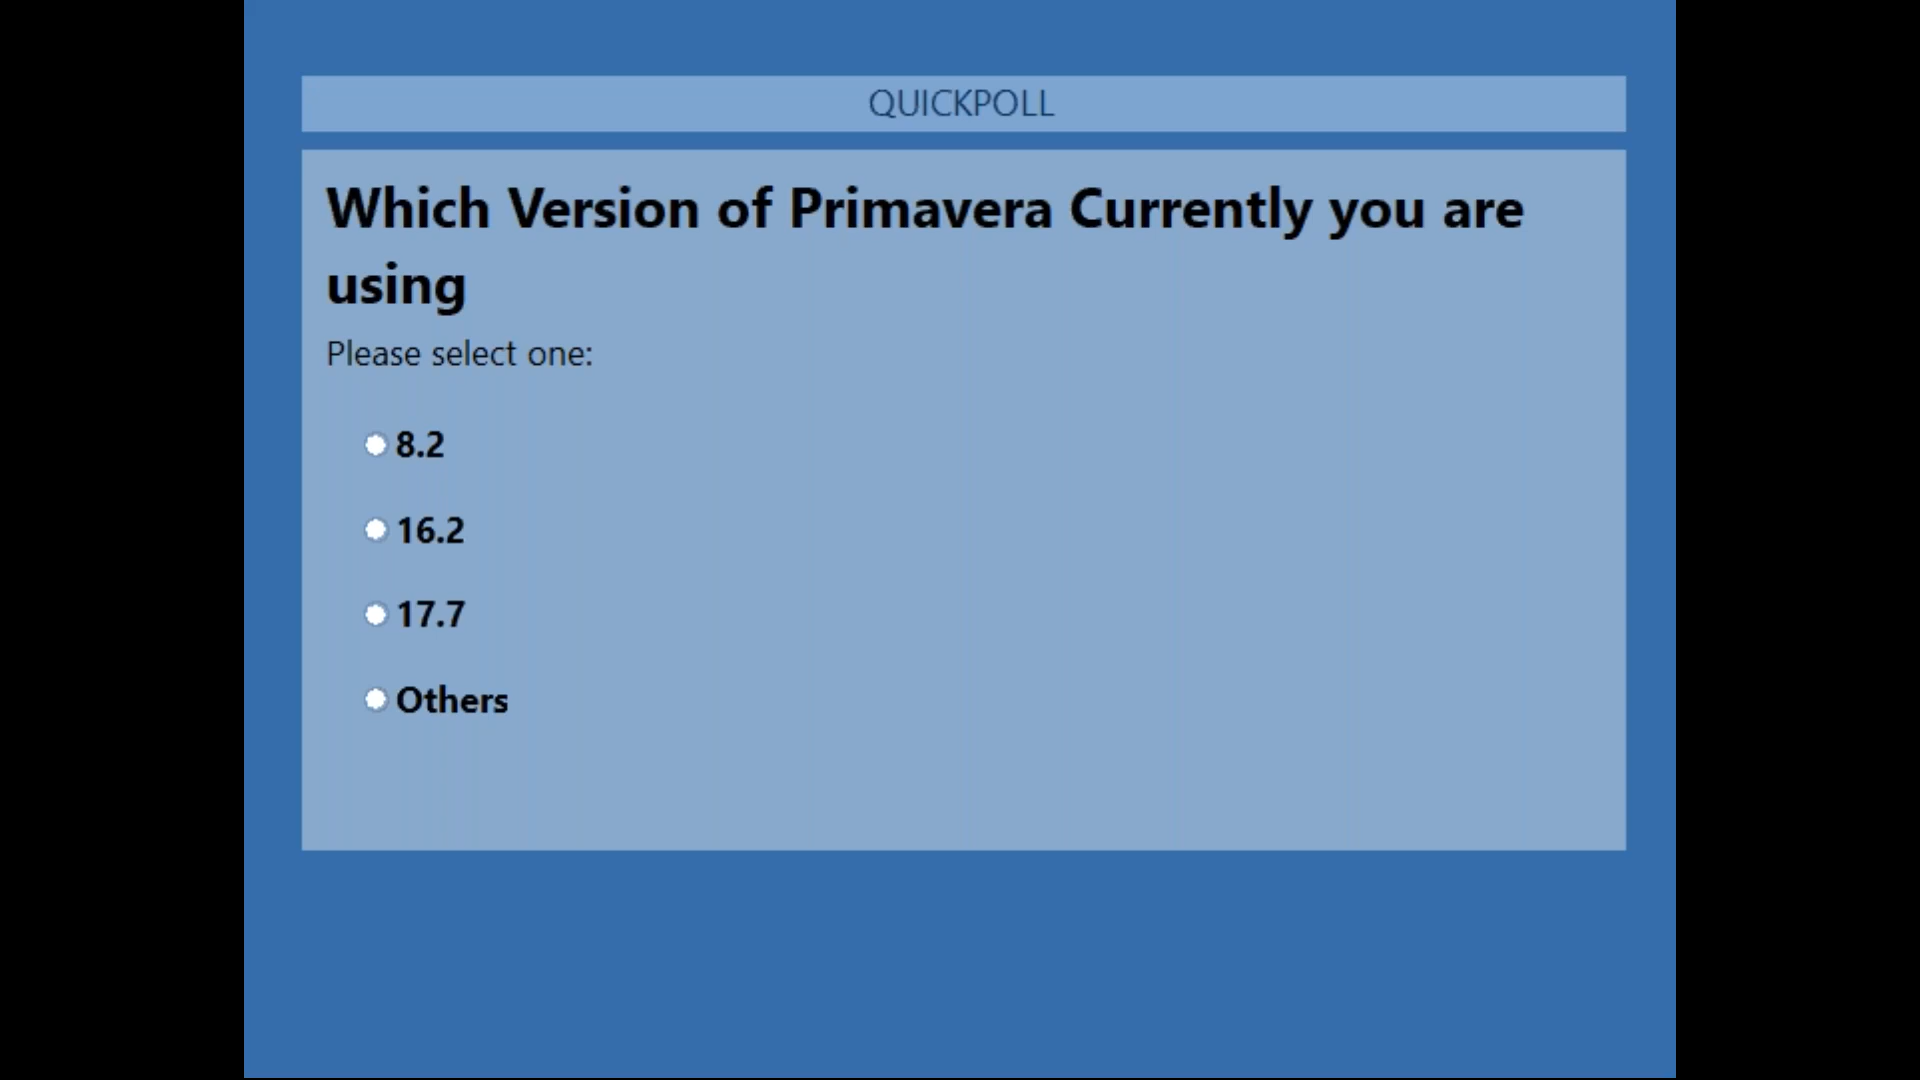 QUICKPOLL
Which Version of Primavera Currently you are
using
Please select one:
8.2
16.2
17.7
Others